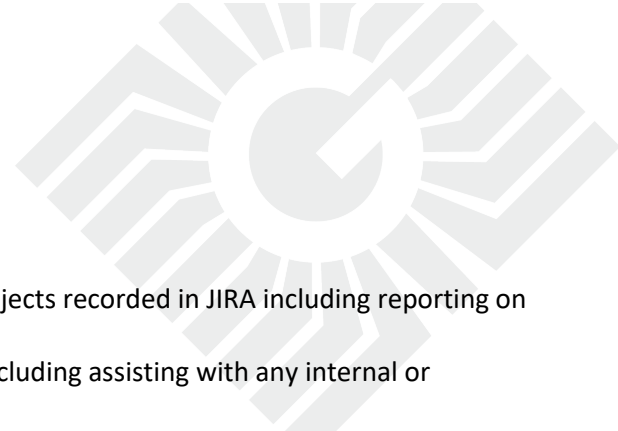 jects recorded in JIRA including reporting on
cluding assisting with any internal or